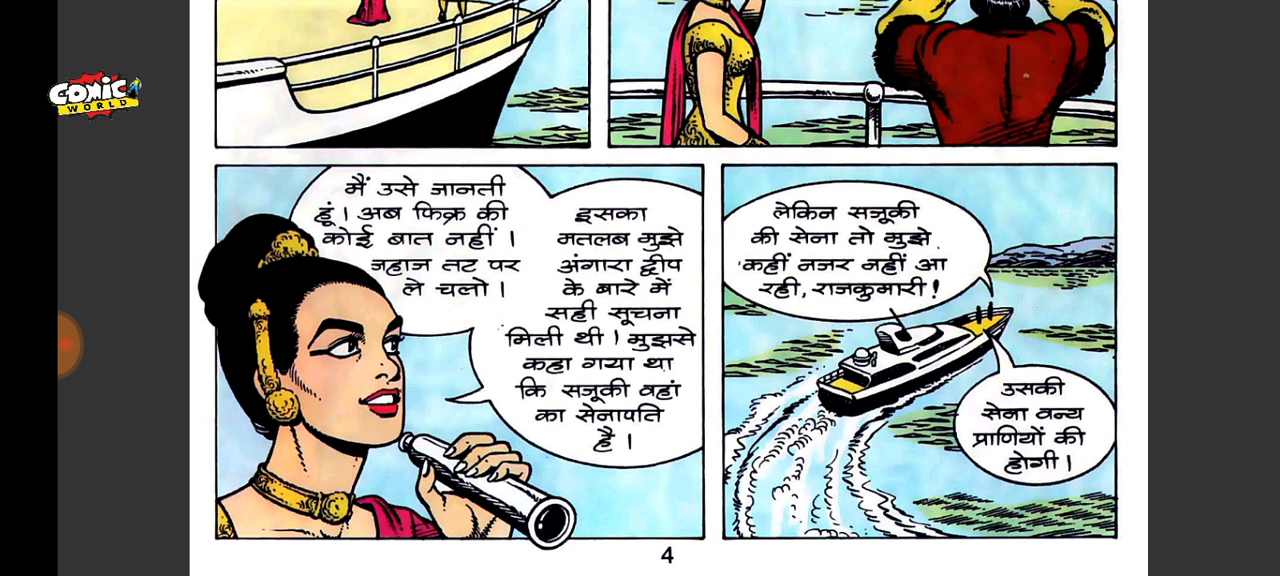 COMIC
WORLD
मैं उसे जानती
हूं। अब फिक्र की
कोई बात नहीं।
जहाज तट पर
ले चलो।
इसका
मतलब मुझे
अंगारा द्वीप
के बारे में
सही सूचना
मिली थी। मुझसे
कहा गया था
कि सजूकी वहां
का सेनापति
है।
लेकिन सजूकी
की सेना तो मुझे
कहीं नजर नहीं आ
रही, राजकुमारी!
उसकी
सेना वन्य
प्राणियों की
होगी।
4